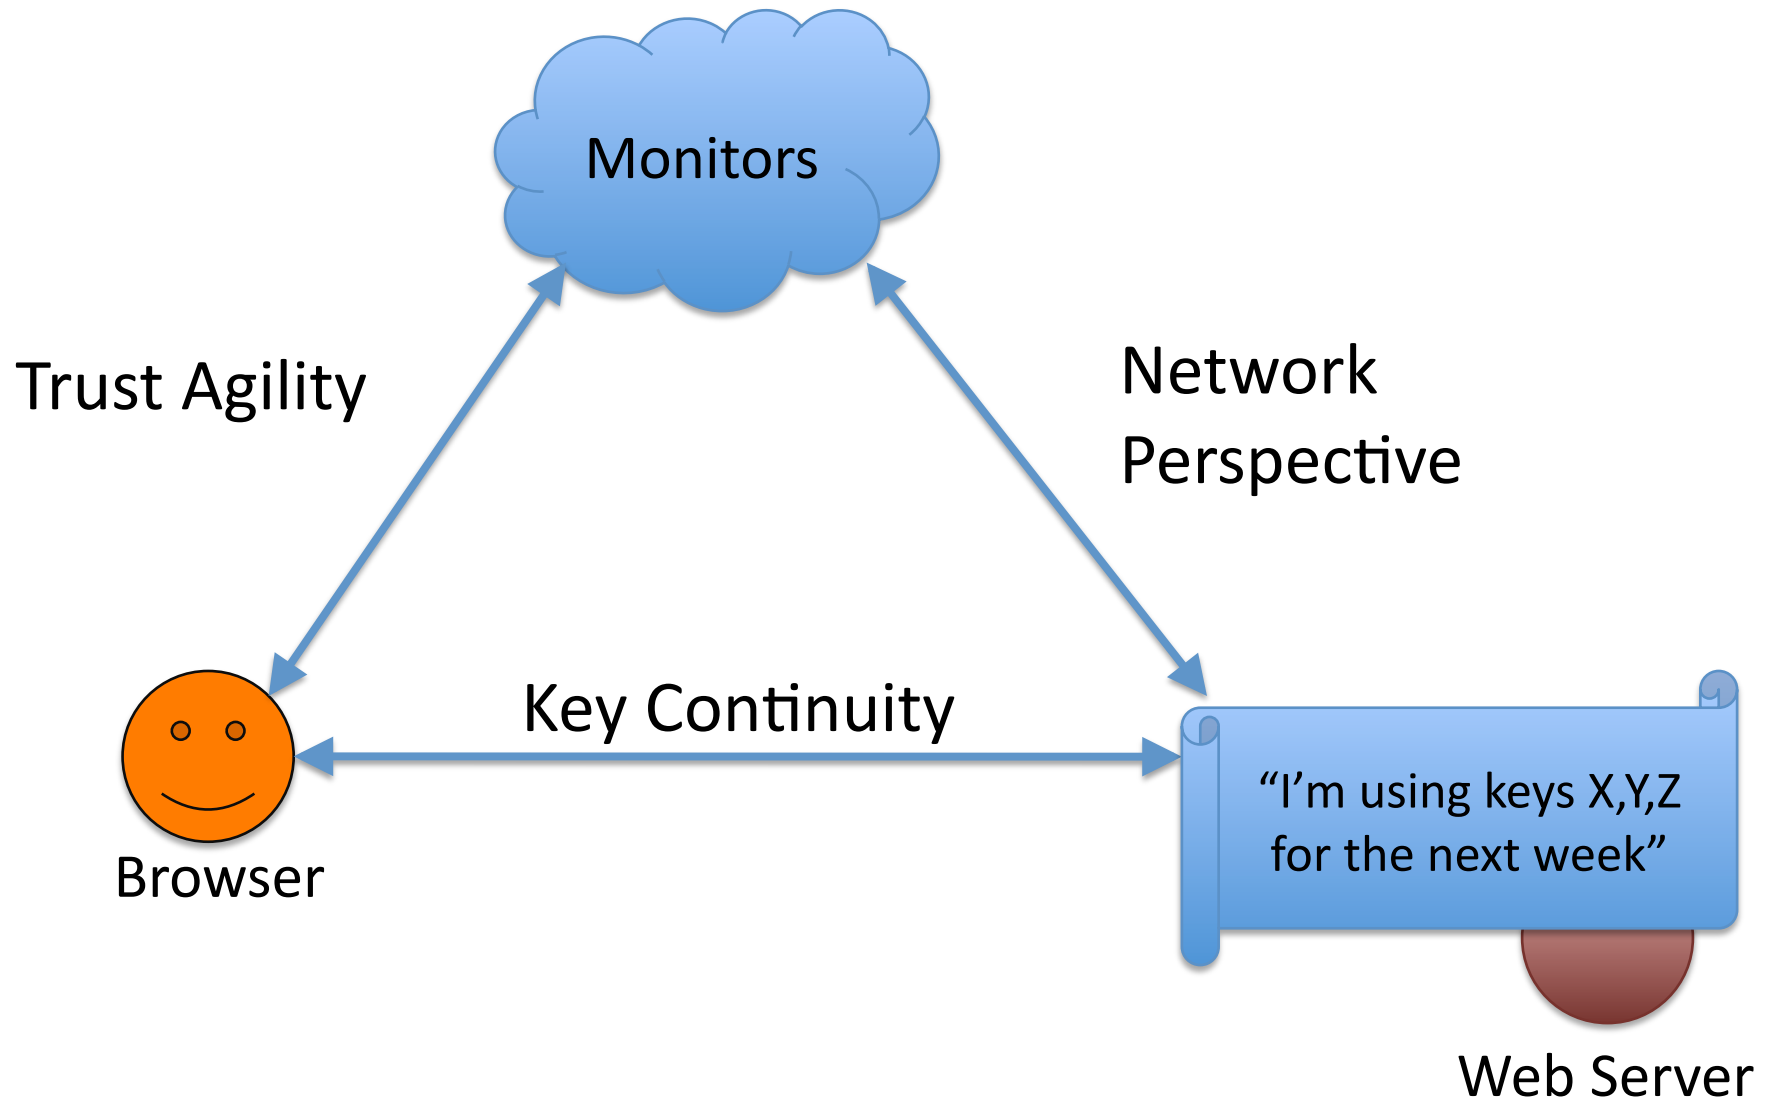 Monitors
Trust Agility
Network
Perspective
Key Continuity
“I’m using keys X,Y,Z
for the next week”
Browser
Web Server